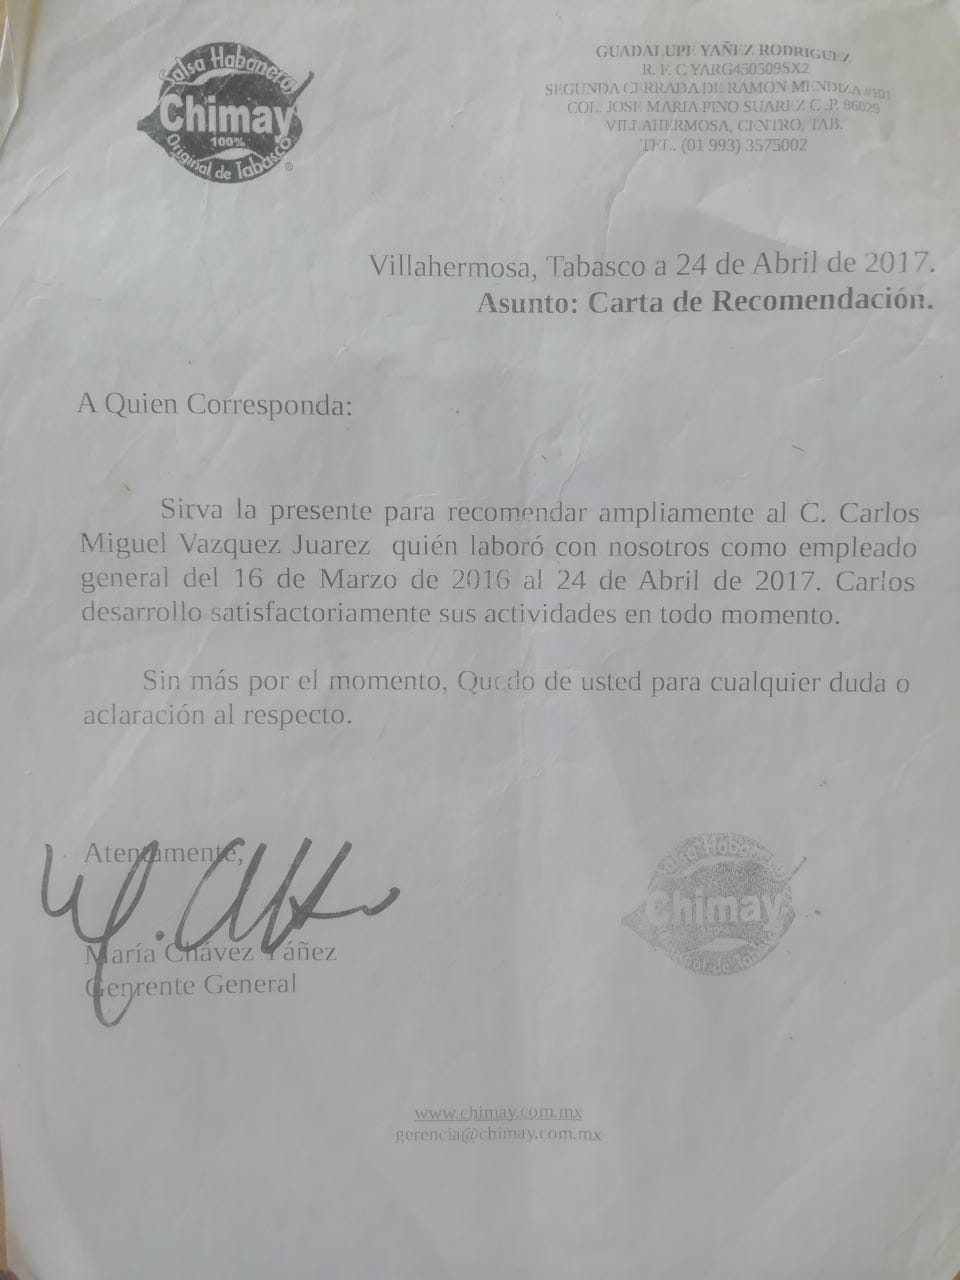 Salsa Habanero
Chimay
100%
Original de Tabasco
®
GUADALUPE YAÑEZ RODRIGUEZ
R. F. C YARG450509SX2
SEGUNDA CERRADA DE RAMON MENDIZA #101
COL. JOSE MARIA PINO SUAREZ C .P. 86029
VILLAHERMOSA, CENTRO, TAB.
TEL. (01 993) 3575002
Villahermosa, Tabasco a 24 de Abril de 2017.
Asunto: Carta de Recomendación.
A Quien Corresponda:
Sirva la presente para recomendar ampliamente al C. Carlos
Miguel Vazquez Juarez quién laboró con nosotros como empleado
general del 16 de Marzo de 2016 al 24 de Abril de 2017. Carlos
desarrollo satisfactoriamente sus actividades en todo momento.
Sin más por el momento, Quedo de usted para cualquier duda o
aclaración al respecto.
Atentamente,
María Chávez Yáñez
Genrente General
Salsa Habanero
Chimay
100%
www.chimay.com.mx
gerencia@chimay.com.mx